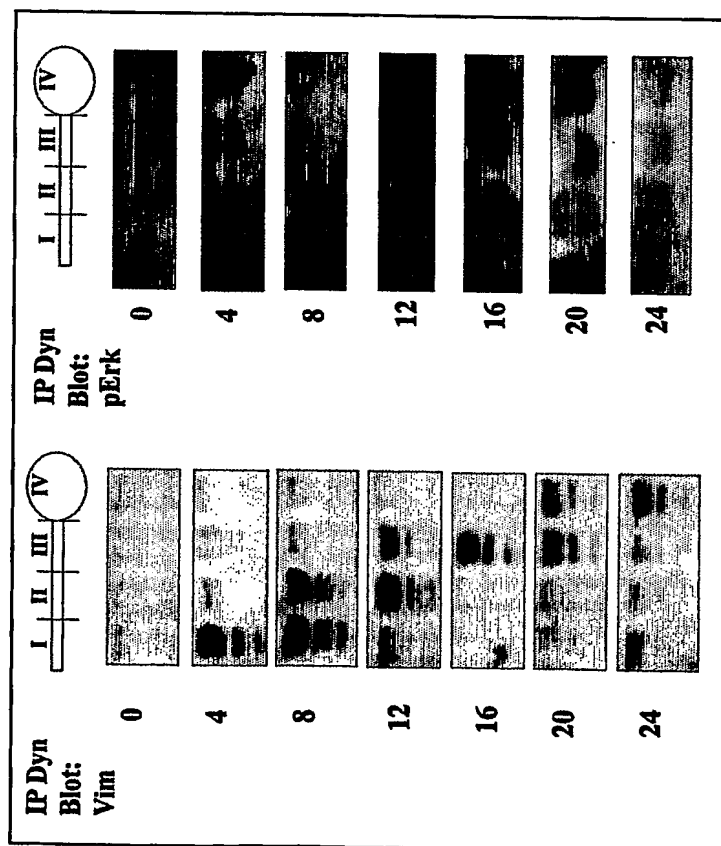 IP Dyn
Blot:
Vim
I II III IV
0
4
8
12
16
20
24
IP Dyn
Blot:
pErk
I II III IV
0
4
8
12
16
20
24